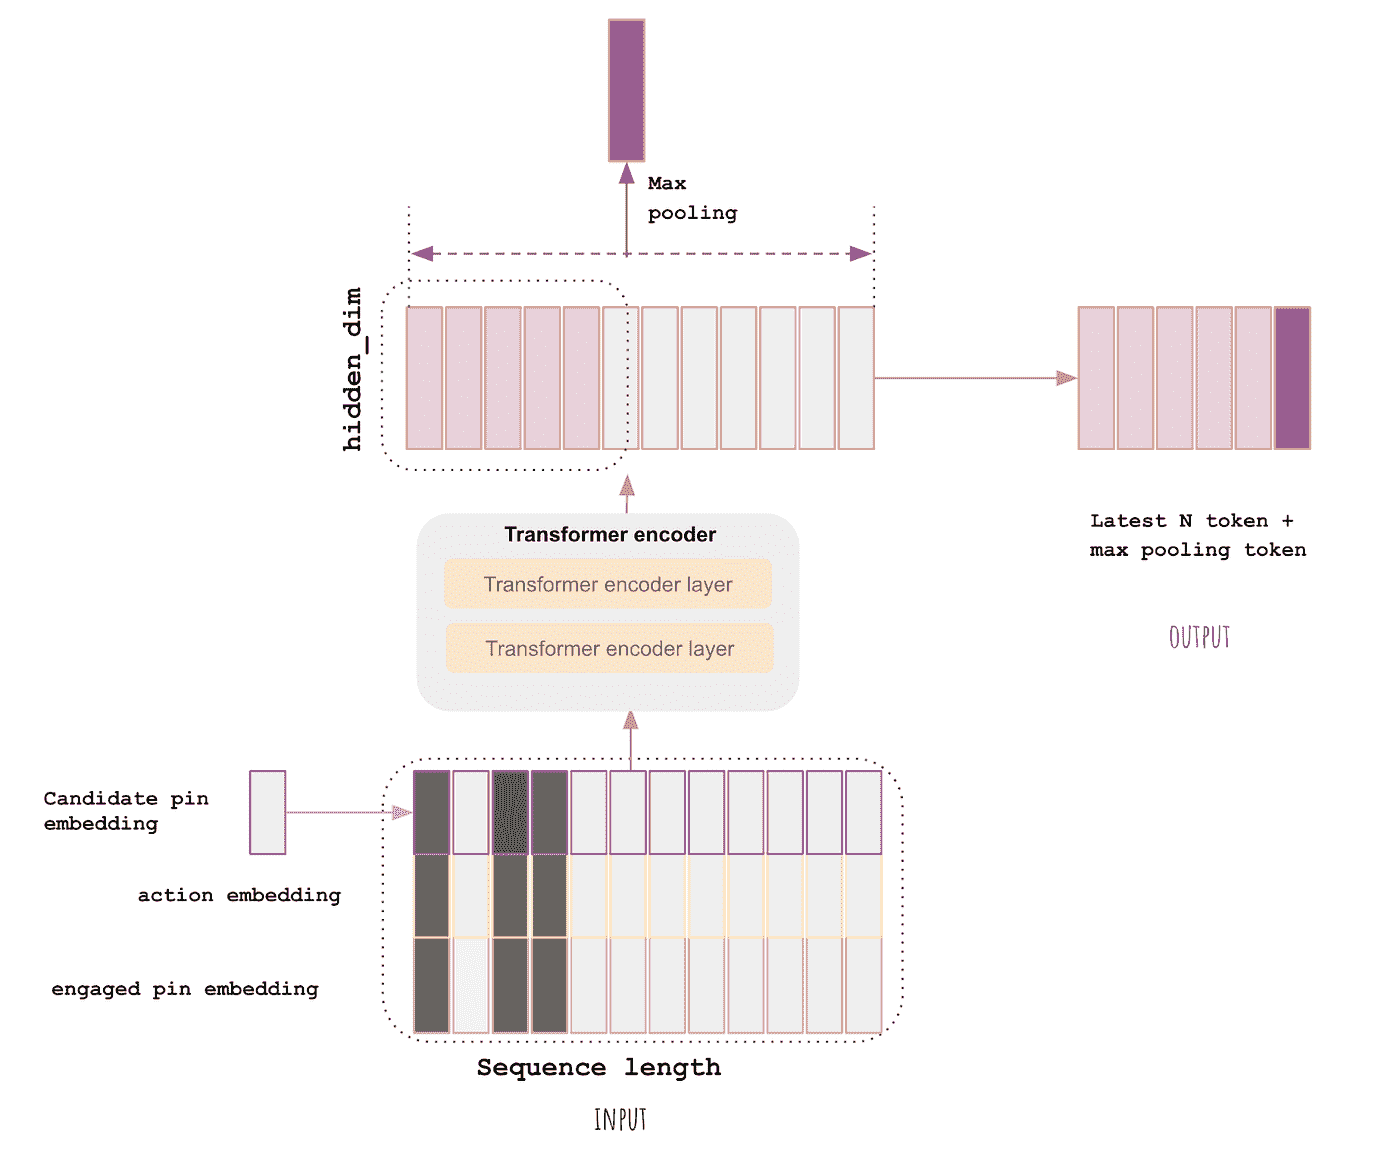 Max
pooling
hidden_dim
Latest N token +
max pooling token
OUTPUT
Transformer encoder
Transformer encoder layer
Transformer encoder layer
Candidate pin
embedding
action embedding
engaged pin embedding
Sequence length
INPUT